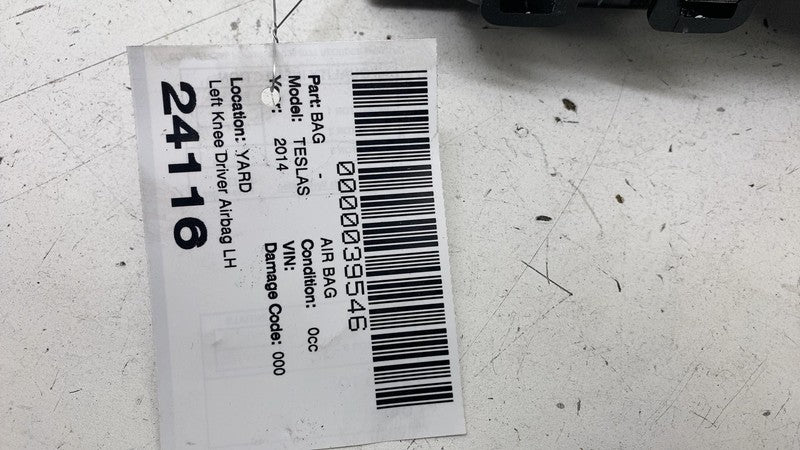 0000039546
Part: BAG - AIR BAG
Model: TESLAS Condition: 0cc
Year: 2014 VIN:
Damage Code: 000
Location: YARD
Left Knee Driver Airbag LH
24116